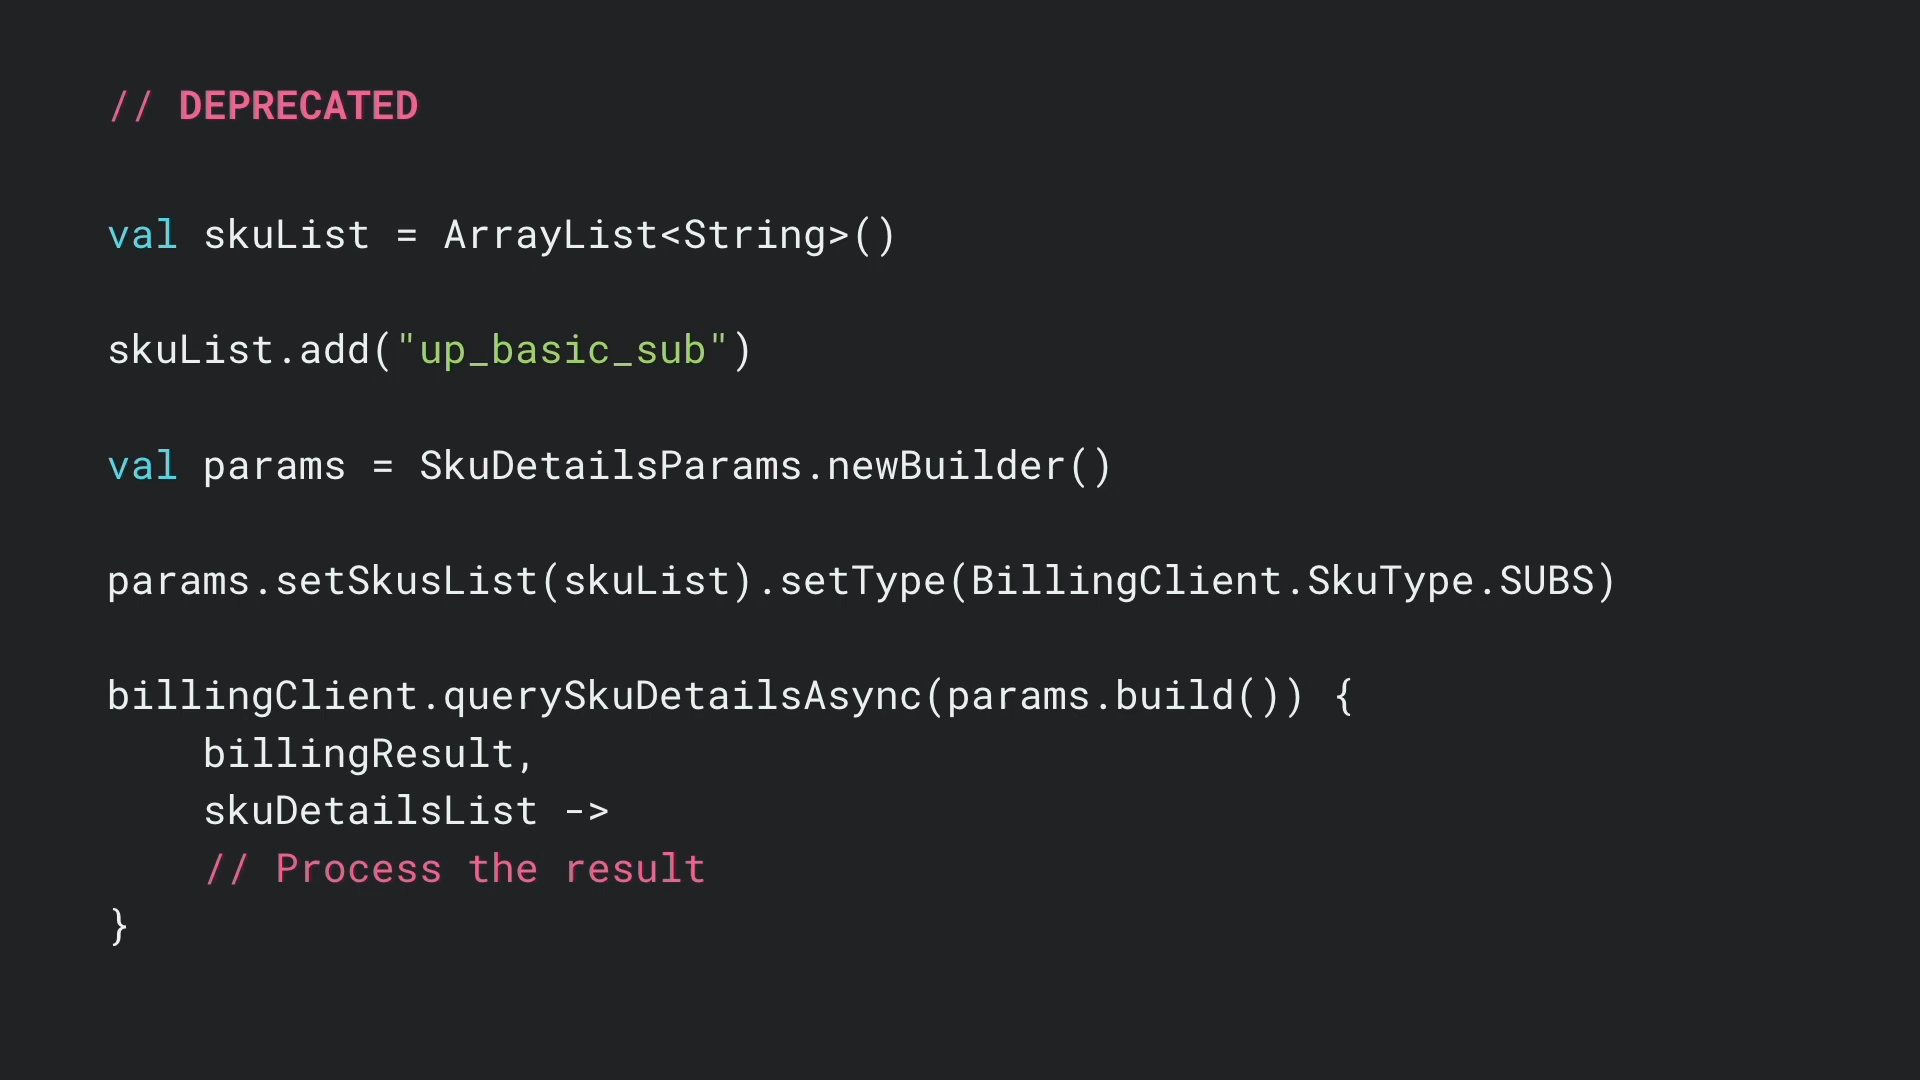 // DEPRECATED
val skuList = ArrayList<String>()
skuList.add("up_basic_sub")
val params = SkuDetailsParams.newBuilder()
params.setSkusList(skuList).setType(BillingClient.SkuType.SUBS)
billingClient.querySkuDetailsAsync(params.build()) {
    billingResult,
    skuDetailsList ->
    // Process the result
}